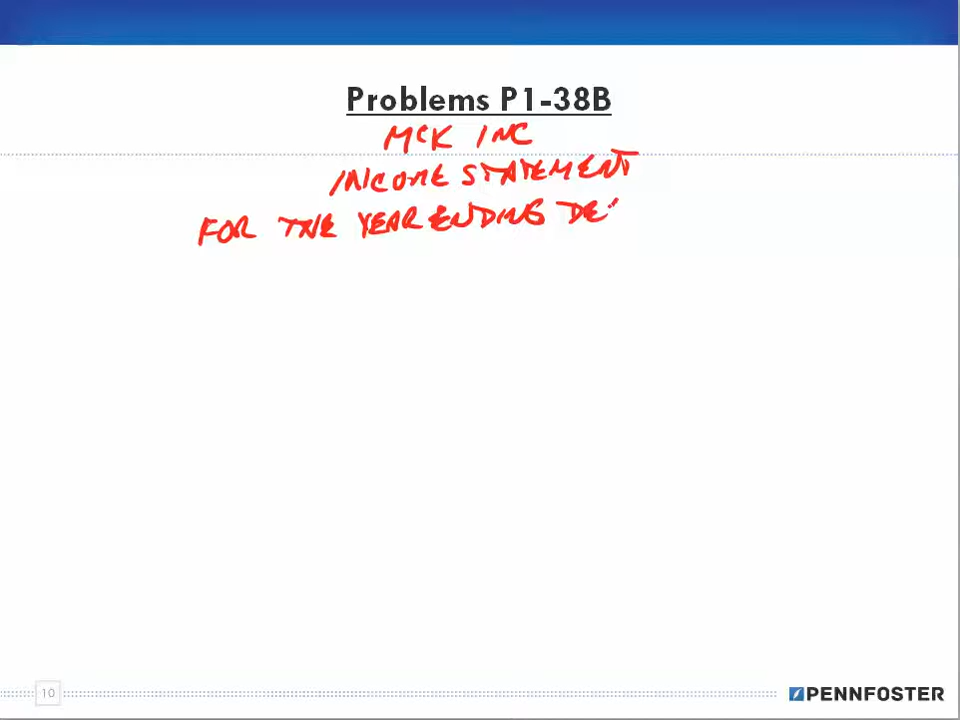 Problems P1-38B
McK INC
INCOME STATEMENT
FOR THE YEAR ENDING DE
10
PENNFOSTER